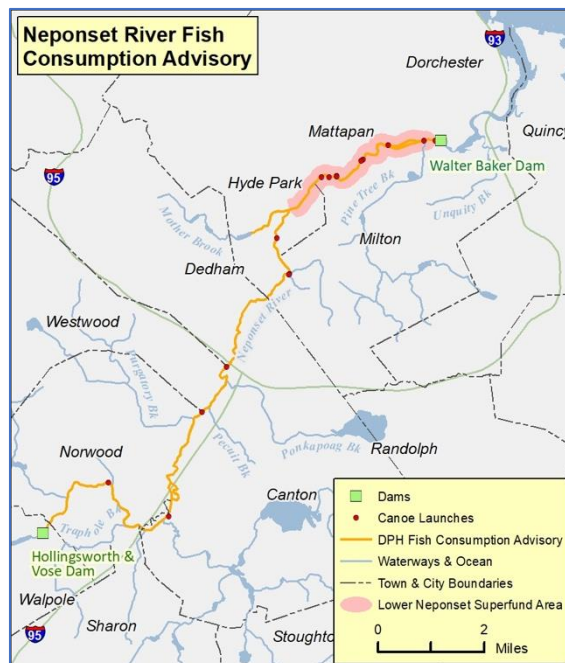 Neponset River Fish
Consumption Advisory
93
Dorchester
Quincy
Mattapan
Walter Baker Dam
95
Hyde Park
Pine Tree Bk
Unquity Bk
Mother Brook
Milton
Dedham
Neponset River
Westwood
Purgatory Bk
Pecuit Bk
Ponkapoag Bk
Randolph
Norwood
Canton
Traphole Bk
Hollingsworth &
Vose Dam
Walpole
Sharon
Stoughton
95
Dams
Canoe Launches
DPH Fish Consumption Advisory
Waterways & Ocean
Town & City Boundaries
Lower Neponset Superfund Area
0 2
Miles